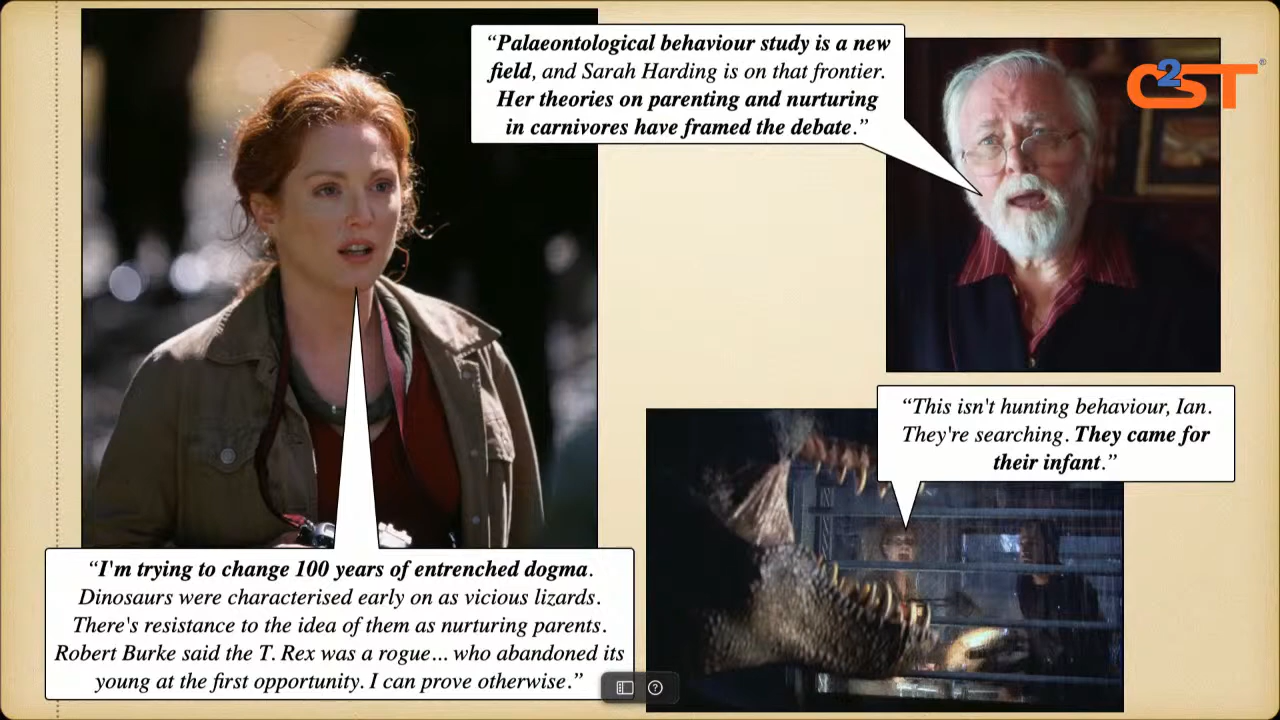 “Palaeontological behaviour study is a new
field, and Sarah Harding is on that frontier.
Her theories on parenting and nurturing
in carnivores have framed the debate.”
C2ST®
“This isn't hunting behaviour, Ian.
They're searching. They came for
their infant.”
“I'm trying to change 100 years of entrenched dogma.
Dinosaurs were characterised early on as vicious lizards.
There's resistance to the idea of them as nurturing parents.
Robert Burke said the T. Rex was a rogue... who abandoned its
young at the first opportunity. I can prove otherwise.”
?